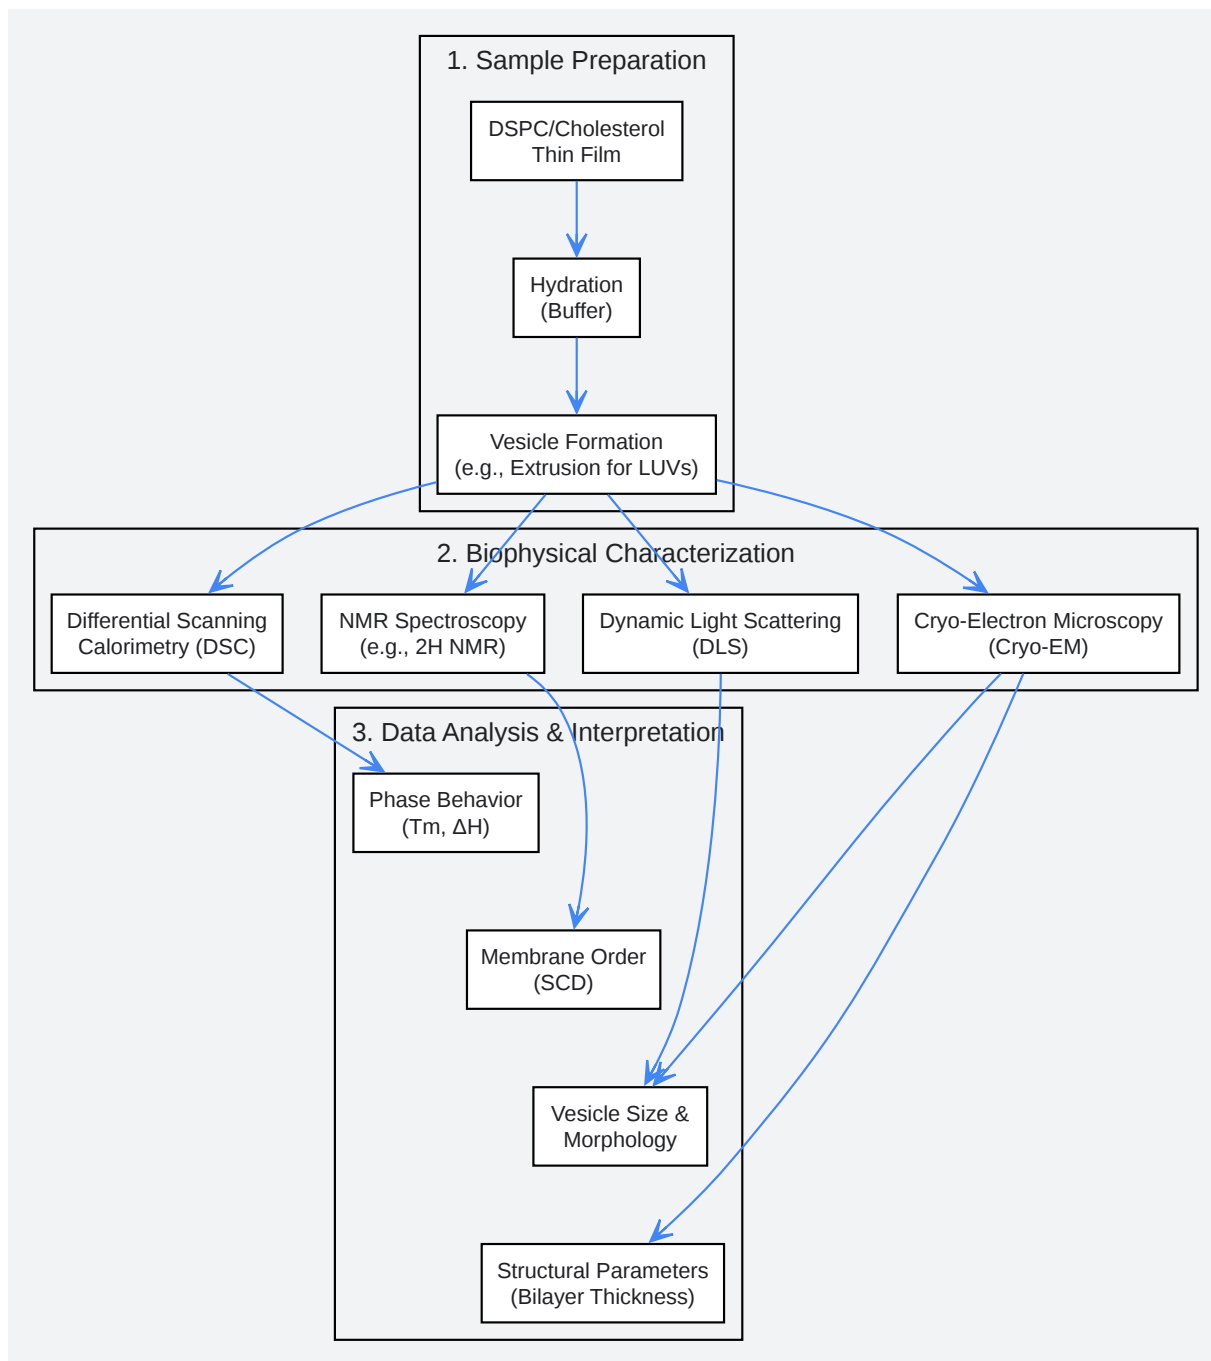 1. Sample Preparation
DSPC/Cholesterol
Thin Film
Hydration
(Buffer)
Vesicle Formation
(e.g., Extrusion for LUVs)
2. Biophysical Characterization
Differential Scanning
Calorimetry (DSC)
NMR Spectroscopy
(e.g., 2H NMR)
Dynamic Light Scattering
(DLS)
Cryo-Electron Microscopy
(Cryo-EM)
3. Data Analysis & Interpretation
Phase Behavior
(Tm, ΔH)
Membrane Order
(SCD)
Vesicle Size &
Morphology
Structural Parameters
(Bilayer Thickness)